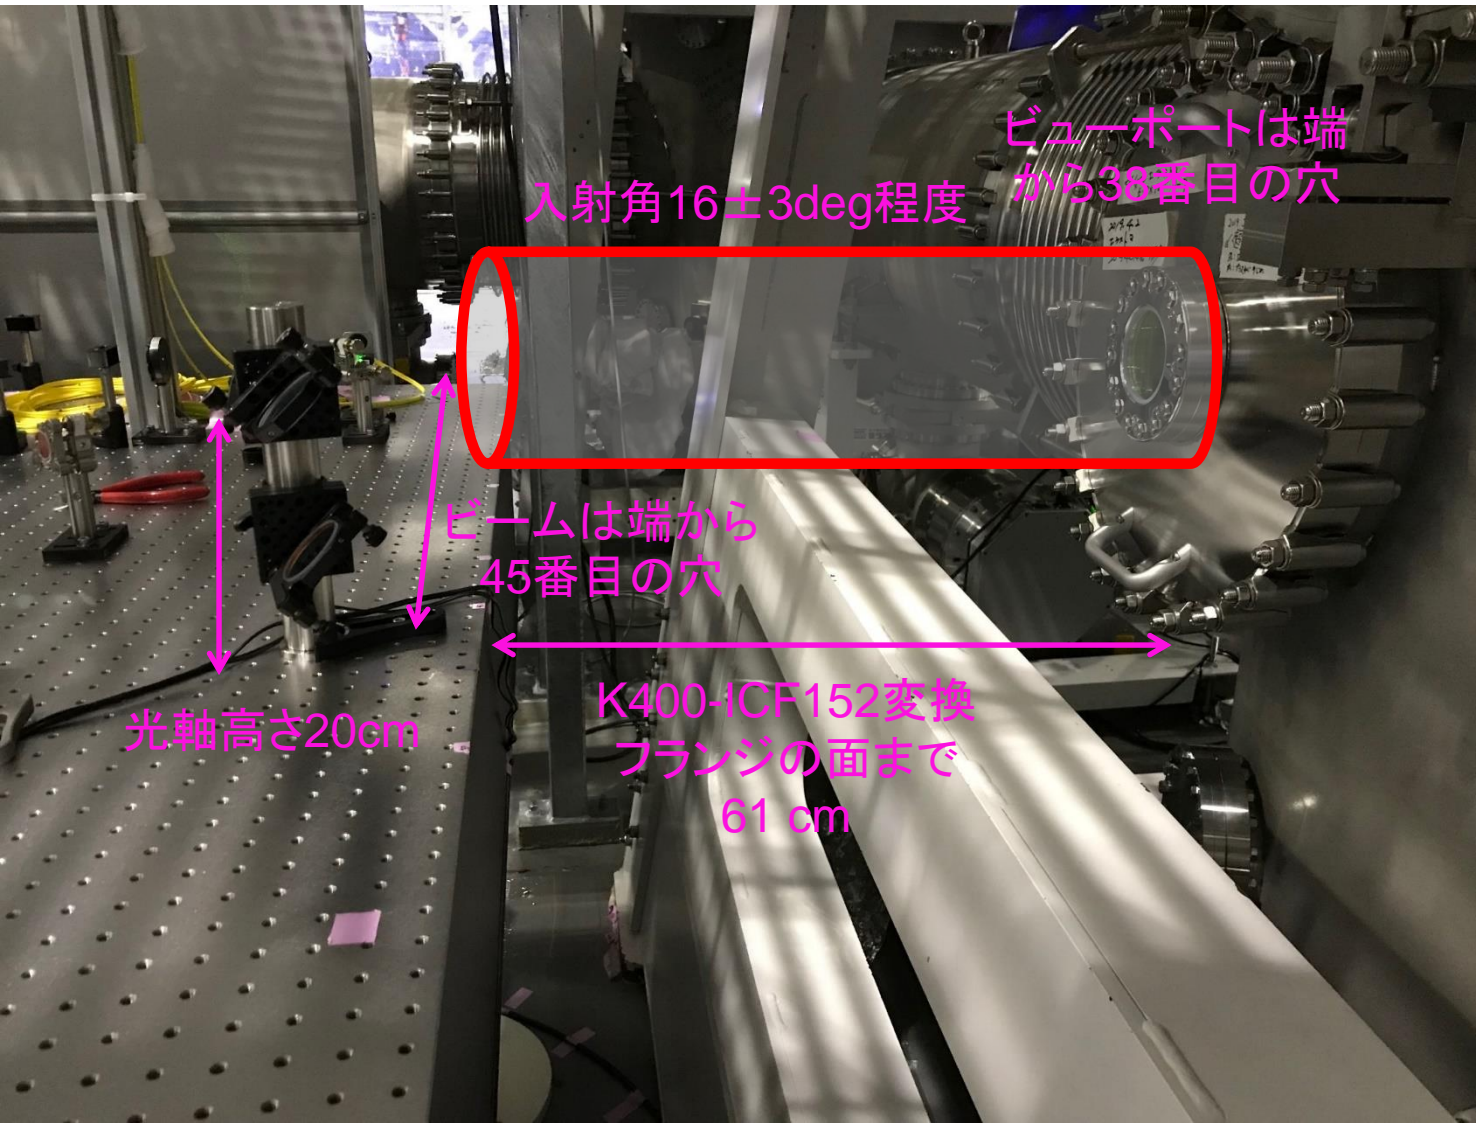 ビューポートは端
から38番目の穴
入射角16±3deg程度
ビームは端から
45番目の穴
K400-ICF152変換
フランジの面まで
61 cm
光軸高さ20cm